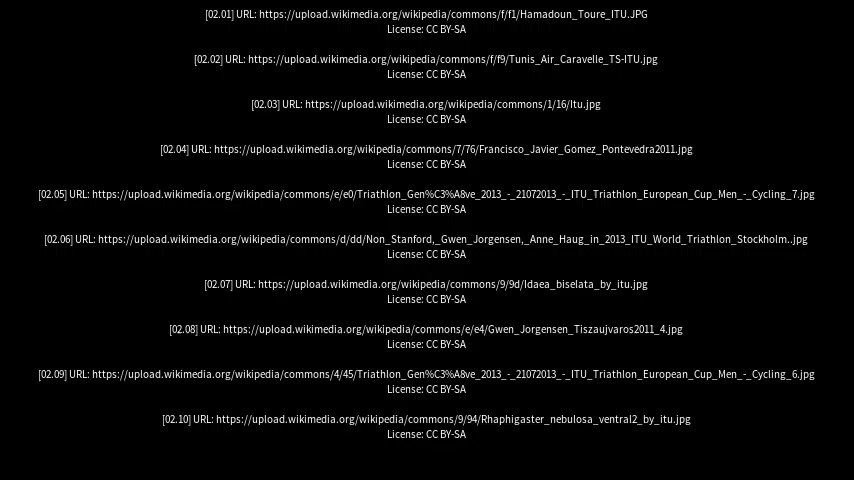 [02.01] URL: https://upload.wikimedia.org/wikipedia/commons/f/f1/Hamadoun_Toure_ITU.JPG
License: CC BY-SA
[02.02] URL: https://upload.wikimedia.org/wikipedia/commons/f/f9/Tunis_Air_Caravelle_TS-ITU.jpg
License: CC BY-SA
[02.03] URL: https://upload.wikimedia.org/wikipedia/commons/1/16/Itu.jpg
License: CC BY-SA
[02.04] URL: https://upload.wikimedia.org/wikipedia/commons/7/76/Francisco_Javier_Gomez_Pontevedra2011.jpg
License: CC BY-SA
[02.05] URL: https://upload.wikimedia.org/wikipedia/commons/e/e0/Triathlon_Gen%C3%A8ve_2013_-_21072013_-_ITU_Triathlon_European_Cup_Men_-_Cycling_7.jpg
License: CC BY-SA
[02.06] URL: https://upload.wikimedia.org/wikipedia/commons/d/dd/Non_Stanford,_Gwen_Jorgensen,_Anne_Haug_in_2013_ITU_World_Triathlon_Stockholm..jpg
License: CC BY-SA
[02.07] URL: https://upload.wikimedia.org/wikipedia/commons/9/9d/Idaea_biselata_by_itu.jpg
License: CC BY-SA
[02.08] URL: https://upload.wikimedia.org/wikipedia/commons/e/e4/Gwen_Jorgensen_Tiszaujvaros2011_4.jpg
License: CC BY-SA
[02.09] URL: https://upload.wikimedia.org/wikipedia/commons/4/45/Triathlon_Gen%C3%A8ve_2013_-_21072013_-_ITU_Triathlon_European_Cup_Men_-_Cycling_6.jpg
License: CC BY-SA
[02.10] URL: https://upload.wikimedia.org/wikipedia/commons/9/94/Rhaphigaster_nebulosa_ventral2_by_itu.jpg
License: CC BY-SA